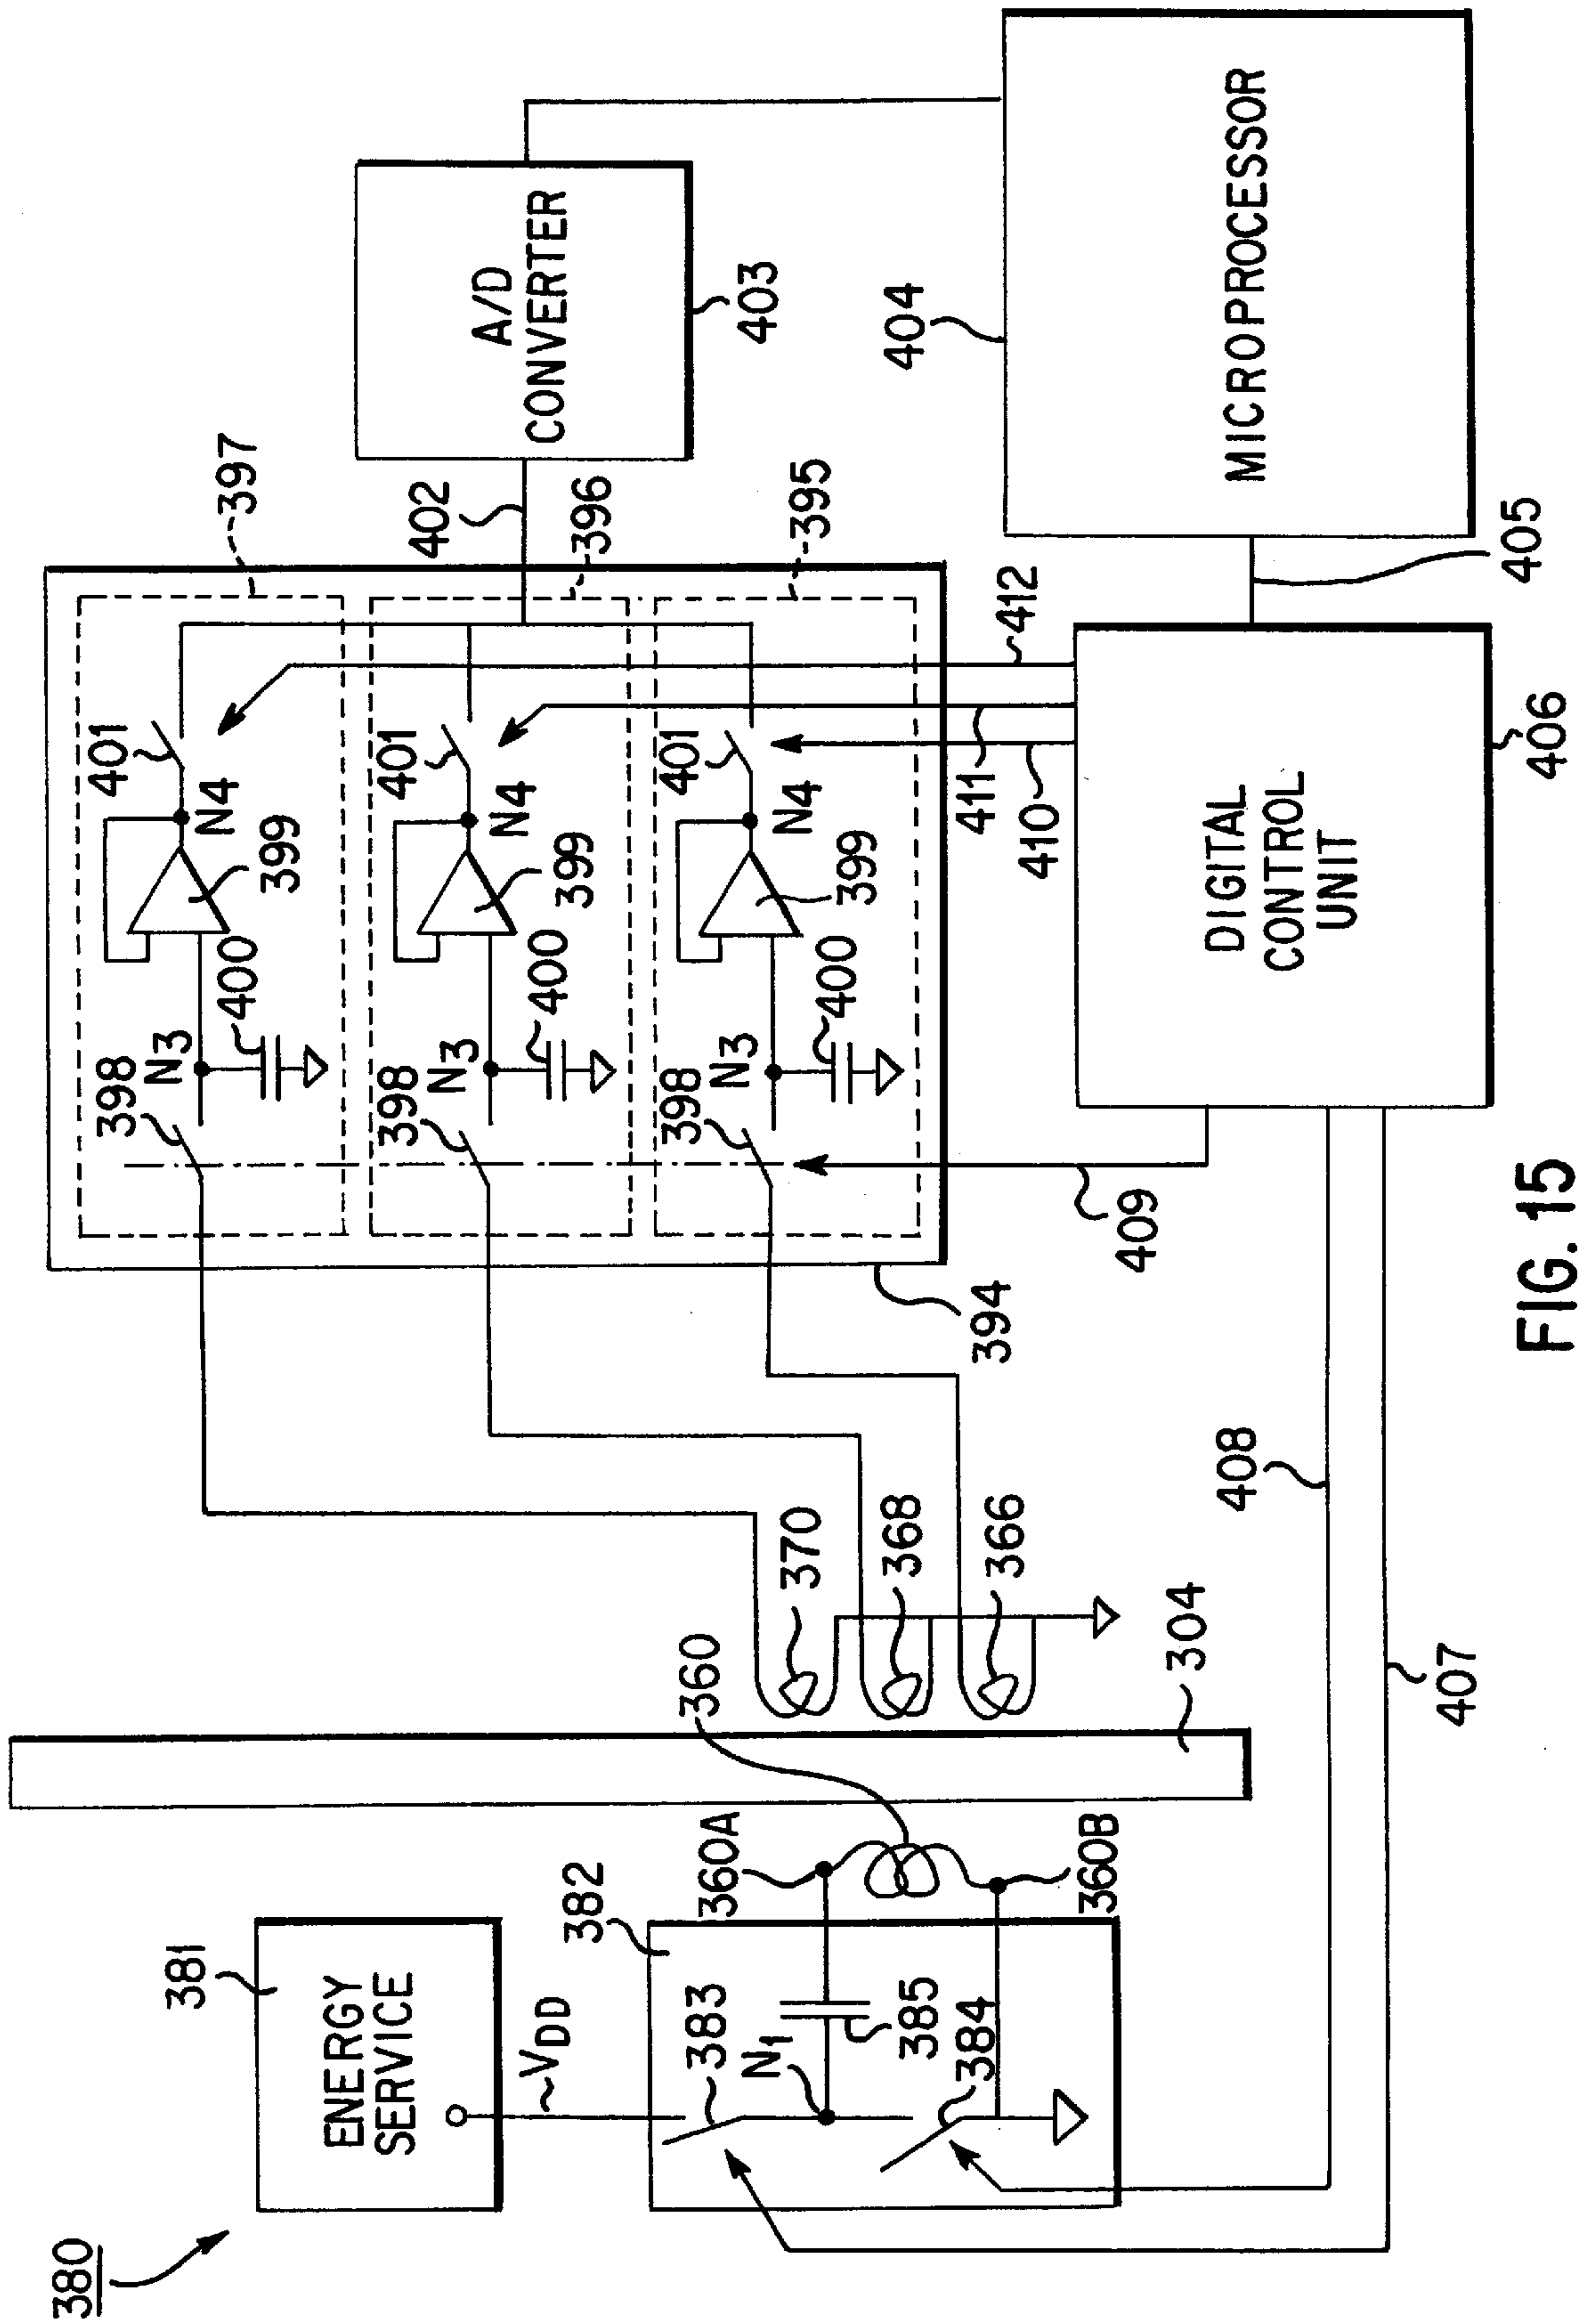 380
381
ENERGY
SERVICE
V_DD
382
383
N₁
385
384
360A
360
360B
304
370
368
366
394
397
398
N₃
400
399
N4
401
396
398
N₃
400
399
N4
401
395
398
N₃
400
399
N4
401
402
A/D
CONVERTER
403
404
MICROPROCESSOR
405
409
410
411
412
DIGITAL
CONTROL
UNIT
406
408
407
FIG. 15